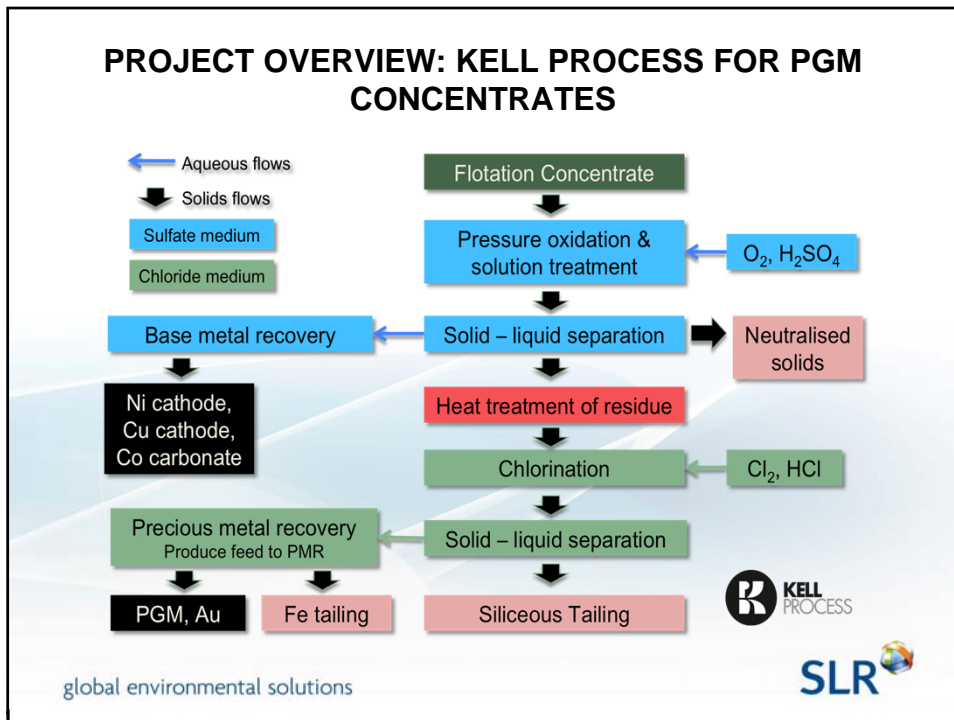 PROJECT OVERVIEW: KELL PROCESS FOR PGM
CONCENTRATES
Aqueous flows
Solids flows
Sulfate medium
Chloride medium
Flotation Concentrate
Pressure oxidation &
solution treatment
O₂, H₂SO₄
Base metal recovery
Solid – liquid separation
Neutralised
solids
Ni cathode,
Cu cathode,
Co carbonate
Heat treatment of residue
Chlorination
Cl₂, HCl
Precious metal recovery
Produce feed to PMR
Solid – liquid separation
PGM, Au
Fe tailing
Siliceous Tailing
KELL
PROCESS
global environmental solutions
SLR